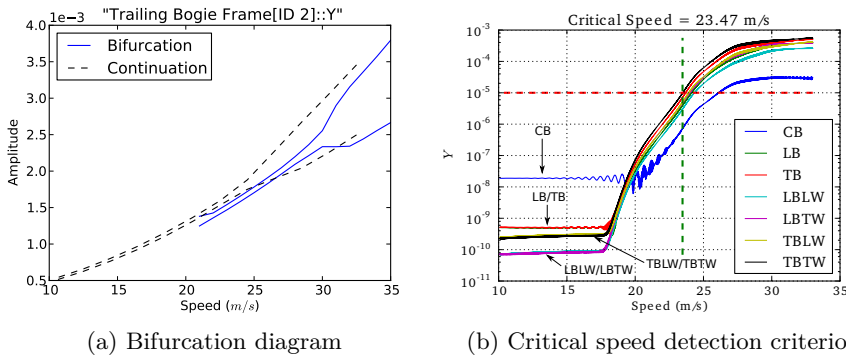 "Trailing Bogie Frame[ID 2]::Y"
1e−3
4.0
3.5
3.0
2.5
2.0
1.5
1.0
0.5
Amplitude
Bifurcation
Continuation
10 15 20 25 30 35
Speed (m/s)
(a) Bifurcation diagram
Critical Speed = 23.47 m/s
10⁻³
10⁻⁴
10⁻⁵
10⁻⁶
10⁻⁷
10⁻⁸
10⁻⁹
10⁻¹⁰
10⁻¹¹
Y
CB
LB/TB
LBLW/LBTW
TBLW/TBTW
CB
LB
TB
LBLW
LBTW
TBLW
TBTW
10 15 20 25 30 35
Speed (m/s)
(b) Critical speed detection criterio